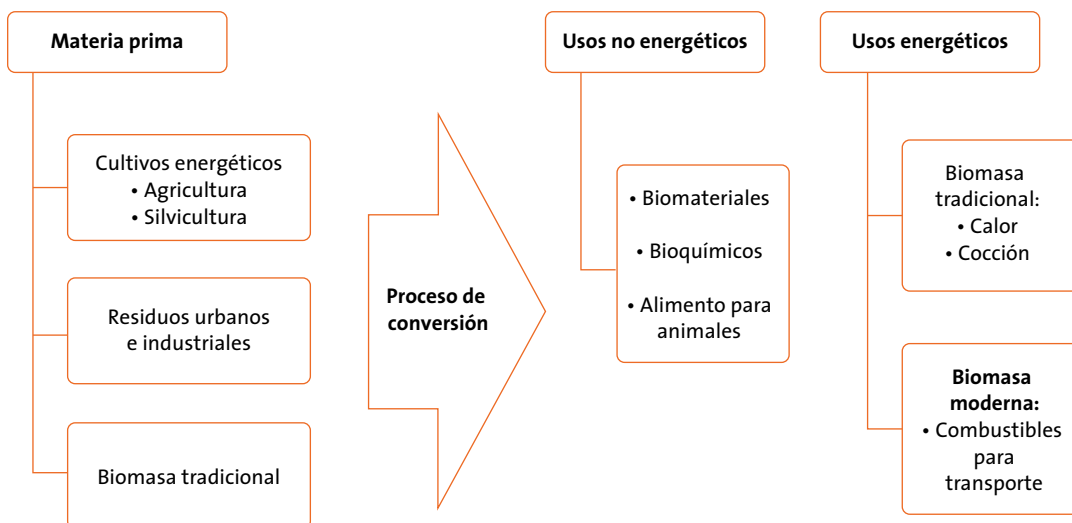 Materia prima
Cultivos energéticos
• Agricultura
• Silvicultura
Residuos urbanos
e industriales
Biomasa tradicional
Proceso de
conversión
Usos no energéticos
• Biomateriales
• Bioquímicos
• Alimento para
animales
Usos energéticos
Biomasa
tradicional:
• Calor
• Cocción
Biomasa
moderna:
• Combustibles
para
transporte